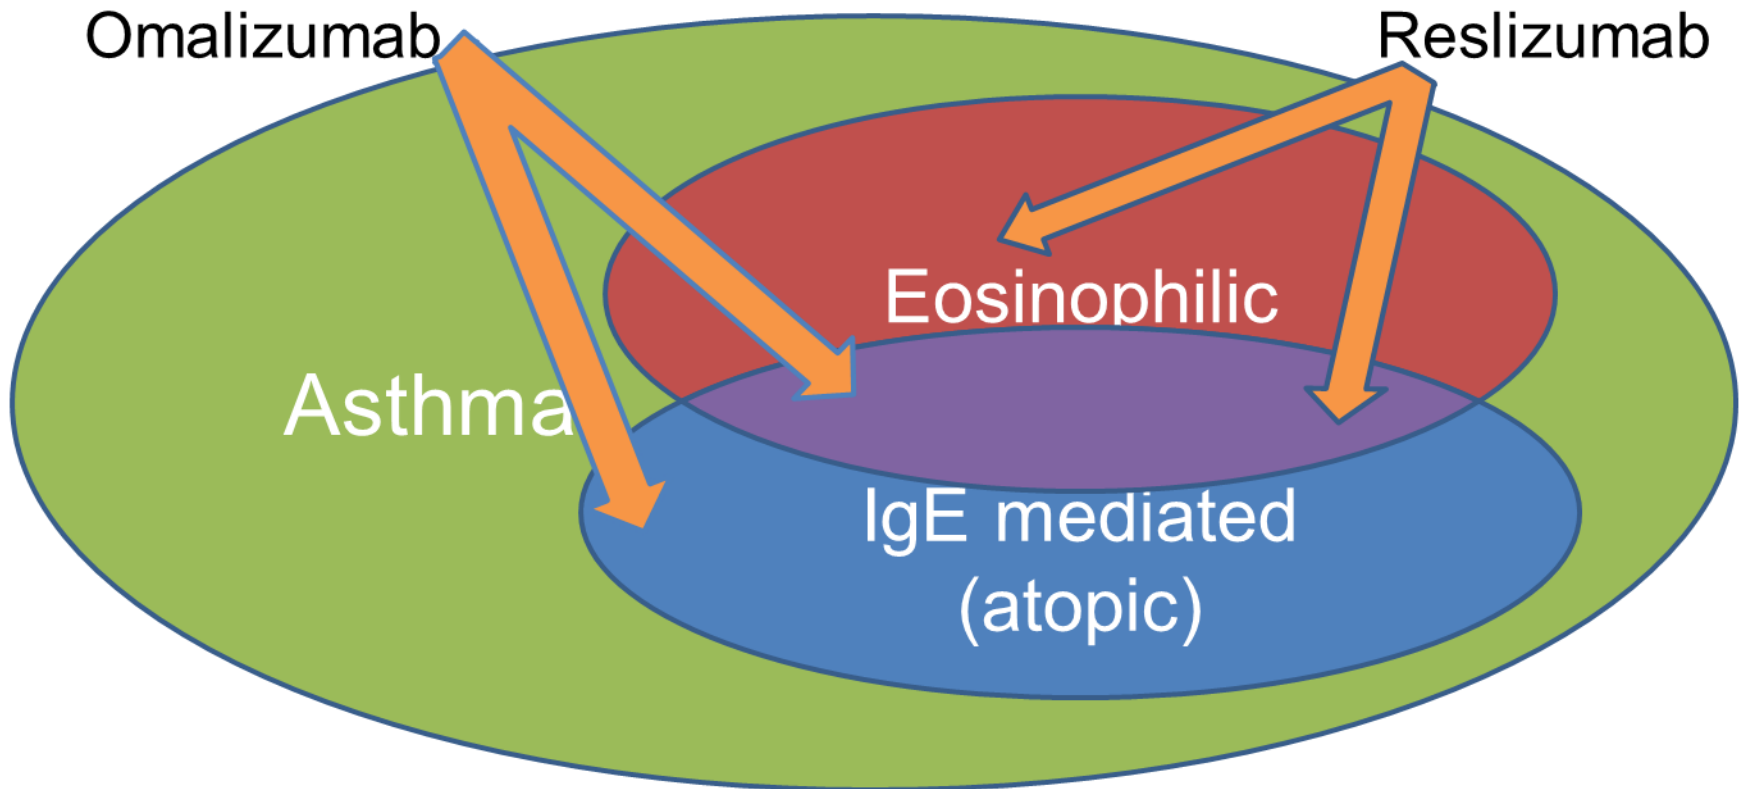 Omalizumab
Reslizumab
Eosinophilic
Asthma
IgE mediated
(atopic)